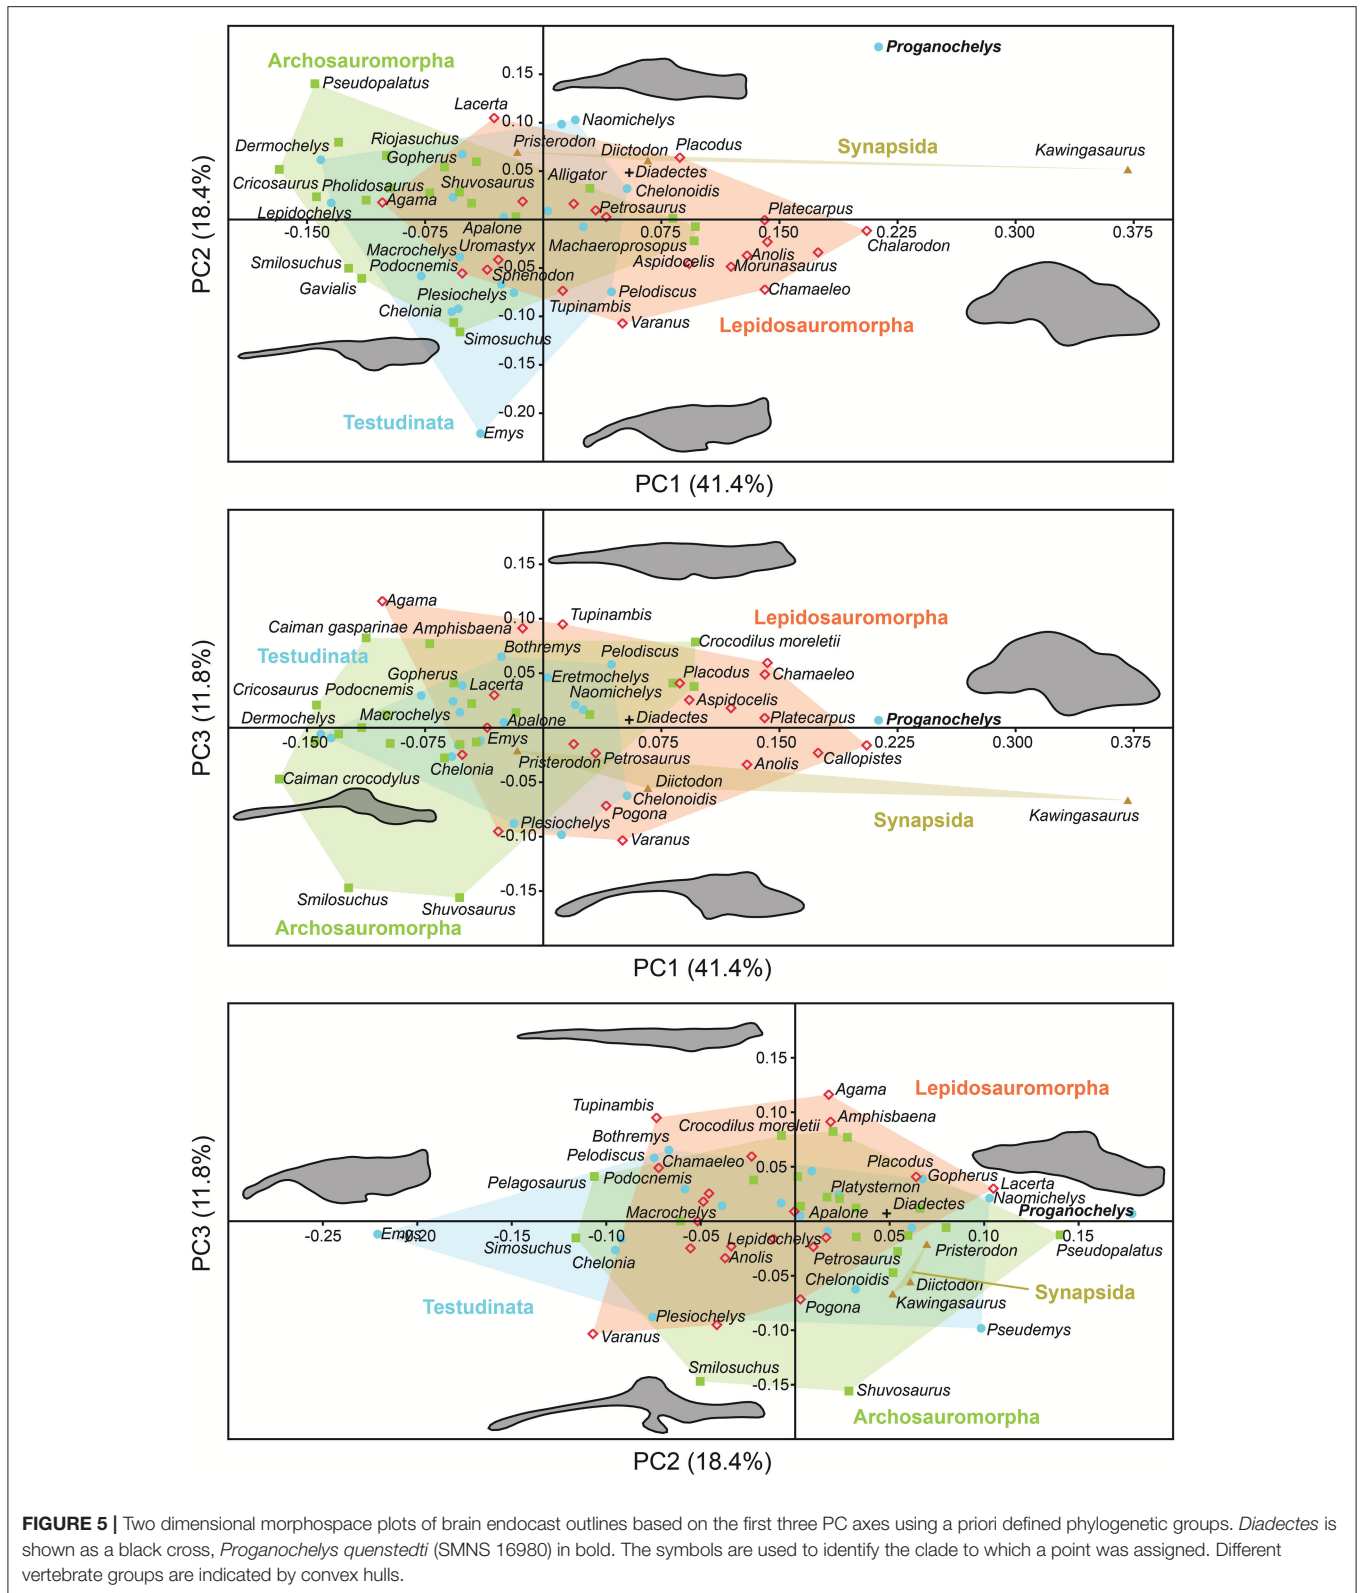 Archosauromorpha
Pseudopalatus
Proganochelys
0.15
Lacerta
0.10
Naomichelys
Dermochelys
Riojasuchus
Pristerodon
Placodus
Synapsida
Kawingasaurus
Gopherus
Diictodon
0.05
Alligator
Diadectes
Cricosaurus
Pholidosaurus
Shuvosaurus
Chelonoidis
Agama
Petrosaurus
Platecarpus
Lepidochelys
-0.150
-0.075
Apalone
0.075
0.150
0.225
0.300
0.375
Macrochelys
Uromastyx
Machaeroprosopus
Chalarodon
Smilosuchus
Podocnemis
-0.05
Sphenodon
Aspidocelis
Anolis
Morunasaurus
Gavialis
Plesiochelys
Pelodiscus
Chamaeleo
Chelonia
-0.10
Tupinambis
Varanus
Lepidosauromorpha
Simosuchus
-0.15
Testudinata
-0.20
Emys
PC2 (18.4%)
PC1 (41.4%)
0.15
Agama
0.10
Tupinambis
Lepidosauromorpha
Caiman gasparinae
Amphisbaena
Crocodilus moreletii
Testudinata
Bothremys
Pelodiscus
0.05
Gopherus
Eretmochelys
Placodus
Chamaeleo
Cricosaurus
Podocnemis
Lacerta
Naomichelys
Aspidocelis
Dermochelys
Macrochelys
Apalone
Diadectes
Platecarpus
Proganochelys
-0.150
-0.075
Emys
0.075
0.150
0.225
0.300
0.375
Chelonia
Pristerodon
Petrosaurus
Anolis
Callopistes
Caiman crocodylus
-0.05
Diictodon
Chelonoidis
Pogona
Synapsida
Kawingasaurus
Plesiochelys
-0.10
Varanus
Smilosuchus
-0.15
Shuvosaurus
Archosauromorpha
PC3 (11.8%)
PC1 (41.4%)
0.15
Agama
Lepidosauromorpha
Tupinambis
0.10
Amphisbaena
Crocodilus moreletii
Bothremys
Pelodiscus
Chamaeleo
0.05
Placodus
Gopherus
Pelagosaurus
Podocnemis
Platysternon
Lacerta
Diadectes
Naomichelys
Macrochelys
Apalone
Proganochelys
-0.25
Emys
-0.20
-0.15
-0.10
-0.05
0.05
0.10
0.15
Simosuchus
Lepidochelys
Pristerodon
Pseudopalatus
Chelonia
Anolis
Petrosaurus
-0.05
Chelonoidis
Diictodon
Synapsida
Testudinata
Pogona
Kawingasaurus
Plesiochelys
-0.10
Pseudemys
Varanus
Smilosuchus
-0.15
Shuvosaurus
Archosauromorpha
PC3 (11.8%)
PC2 (18.4%)
FIGURE 5 | Two dimensional morphospace plots of brain endocast outlines based on the first three PC axes using a priori defined phylogenetic groups. Diadectes is
shown as a black cross, Proganochelys quenstedti (SMNS 16980) in bold. The symbols are used to identify the clade to which a point was assigned. Different
vertebrate groups are indicated by convex hulls.